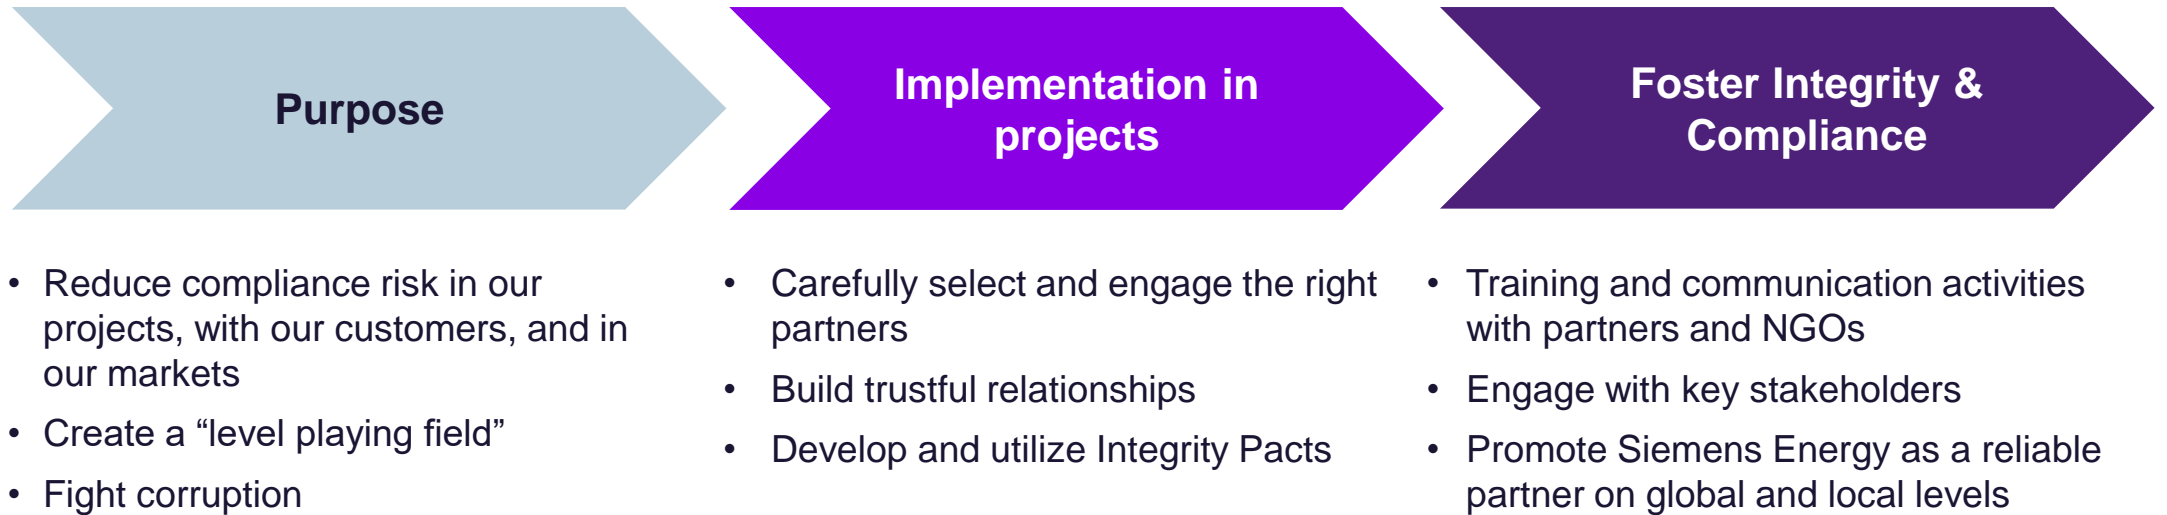 Purpose
• Reduce compliance risk in our
projects, with our customers, and in
our markets
• Create a “level playing field”
• Fight corruption
Implementation in
projects
• Carefully select and engage the right
partners
• Build trustful relationships
• Develop and utilize Integrity Pacts
Foster Integrity &
Compliance
• Training and communication activities
with partners and NGOs
• Engage with key stakeholders
• Promote Siemens Energy as a reliable
partner on global and local levels